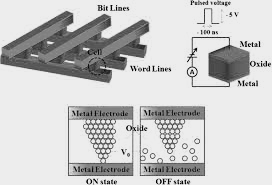 Bit Lines
Cell
Word Lines
Pulsed voltage
~ 5 V
~ 100 ns
A
Metal
Oxide
Metal
Metal Electrode
Metal Electrode
Oxide
Metal Electrode
Metal Electrode
ON state
OFF state